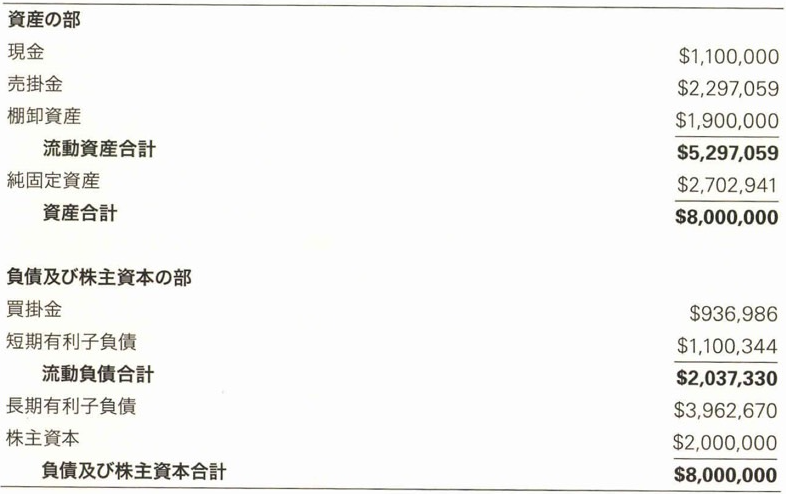 資産の部
現金 $1,100,000
売掛金 $2,297,059
棚卸資産 $1,900,000
流動資産合計 $5,297,059
純固定資産 $2,702,941
資産合計 $8,000,000
負債及び株主資本の部
買掛金 $936,986
短期有利子負債 $1,100,344
流動負債合計 $2,037,330
長期有利子負債 $3,962,670
株主資本 $2,000,000
負債及び株主資本合計 $8,000,000